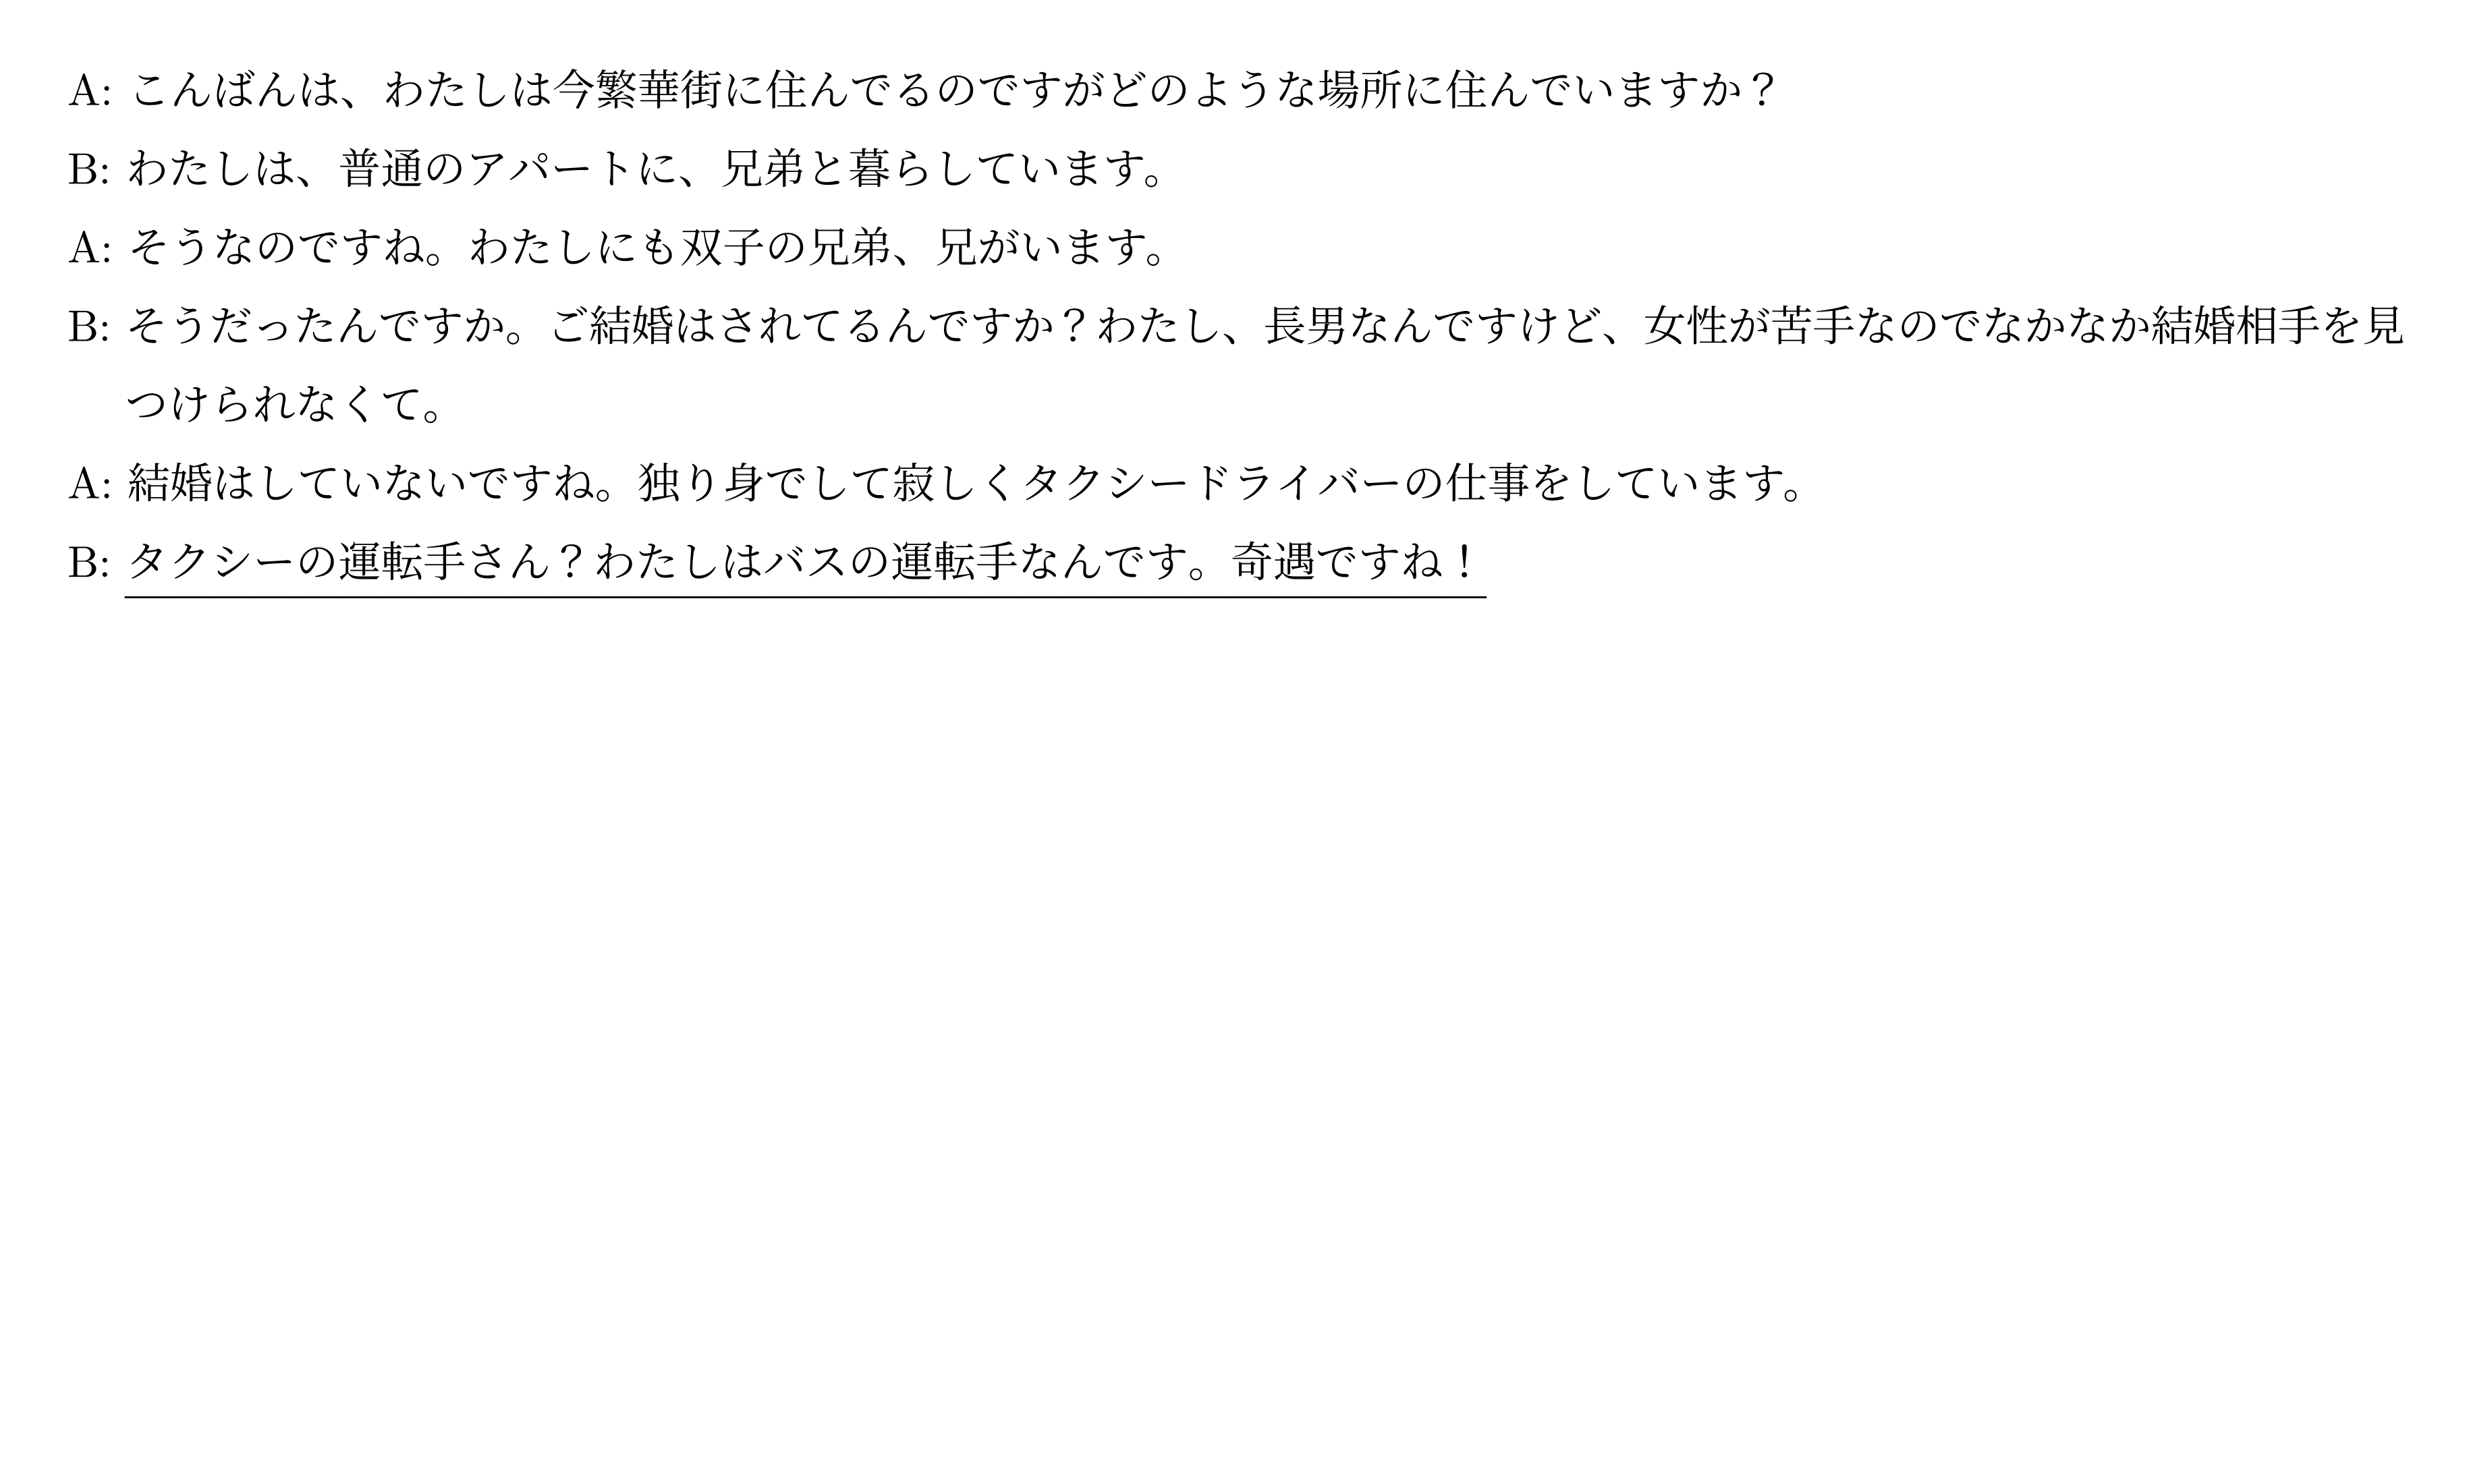 A: こんばんは、わたしは今繁華街に住んでるのですがどのような場所に住んでいますか？
B: わたしは、普通のアパートに、兄弟と暮らしています。
A: そうなのですね。わたしにも双子の兄弟、兄がいます。
B: そうだったんですか。ご結婚はされてるんですか？わたし、長男なんですけど、女性が苦手なのでなかなか結婚相手を見
つけられなくて。
A: 結婚はしていないですね。独り身でして寂しくタクシードライバーの仕事をしています。
B: タクシーの運転手さん？わたしはバスの運転手なんです。奇遇ですね！